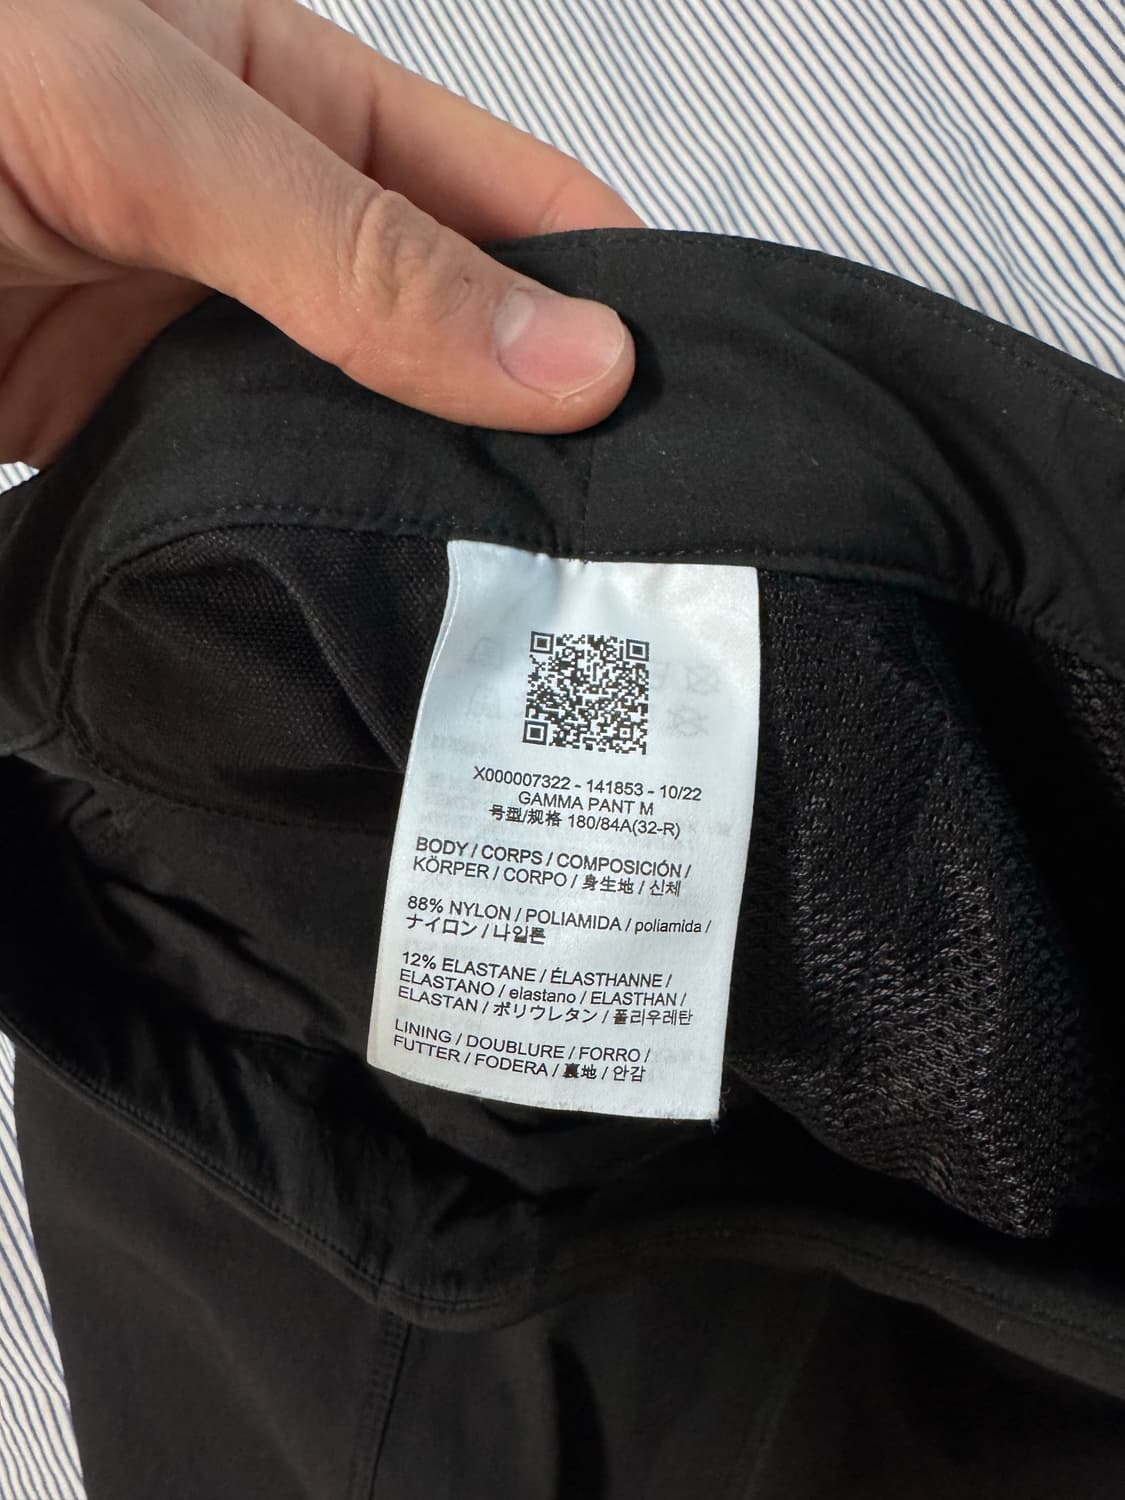 X000007322 - 141853 - 10/22
GAMMA PANT M
号型/规格 180/84A(32-R)
BODY / CORPS / COMPOSICIÓN /
KÖRPER / CORPO / 身生地 / 신체
88% NYLON / POLIAMIDA / poliamida /
ナイロン / 나일론
12% ELASTANE / ÉLASTHANNE /
ELASTANO / elastano / ELASTHAN /
ELASTAN / ポリウレタン / 폴리우레탄
LINING / DOUBLURE / FORRO /
FUTTER / FODERA / 裏地 / 안감